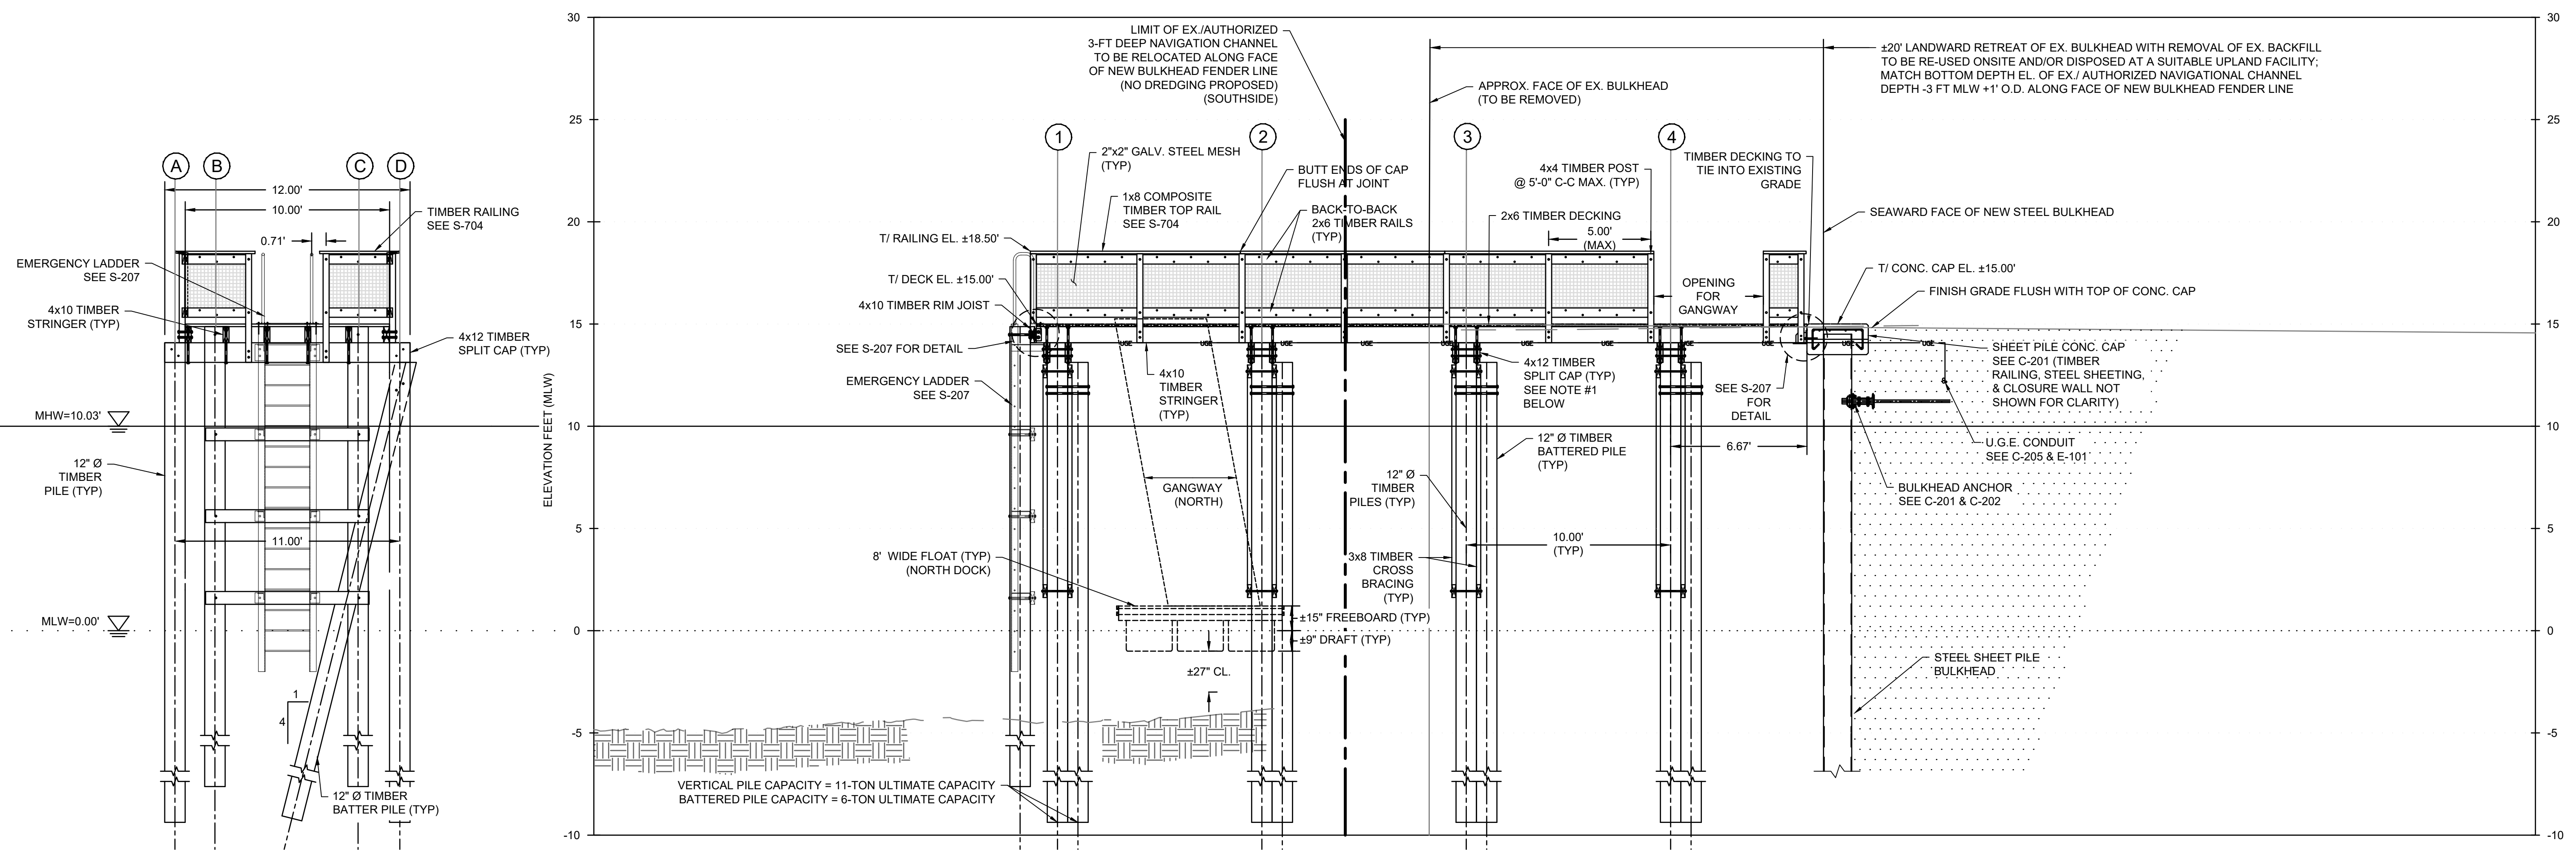 A
B
C
D
12.00'
10.00'
0.71'
TIMBER RAILING
SEE S-704
EMERGENCY LADDER
SEE S-207
4x10 TIMBER
STRINGER (TYP)
4x12 TIMBER
SPLIT CAP (TYP)
MHW=10.03'
12" Ø
TIMBER
PILE (TYP)
11.00'
MLW=0.00'
1
4
12" Ø TIMBER
BATTER PILE (TYP)
ELEVATION FEET (MLW)
30
25
20
15
10
5
0
-5
-10
LIMIT OF EX./AUTHORIZED
3-FT DEEP NAVIGATION CHANNEL
TO BE RELOCATED ALONG FACE
OF NEW BULKHEAD FENDER LINE
(NO DREDGING PROPOSED)
(SOUTHSIDE)
APPROX. FACE OF EX. BULKHEAD
(TO BE REMOVED)
±20' LANDWARD RETREAT OF EX. BULKHEAD WITH REMOVAL OF EX. BACKFILL
TO BE RE-USED ONSITE AND/OR DISPOSED AT A SUITABLE UPLAND FACILITY;
MATCH BOTTOM DEPTH EL. OF EX./ AUTHORIZED NAVIGATIONAL CHANNEL
DEPTH -3 FT MLW +1' O.D. ALONG FACE OF NEW BULKHEAD FENDER LINE
1
2
3
4
2"x2" GALV. STEEL MESH
(TYP)
1x8 COMPOSITE
TIMBER TOP RAIL
SEE S-704
BUTT ENDS OF CAP
FLUSH AT JOINT
BACK-TO-BACK
2x6 TIMBER RAILS
(TYP)
4x4 TIMBER POST
@ 5'-0" C-C MAX. (TYP)
2x6 TIMBER DECKING
5.00'
(MAX)
TIMBER DECKING TO
TIE INTO EXISTING
GRADE
SEAWARD FACE OF NEW STEEL BULKHEAD
T/ RAILING EL. ±18.50'
T/ DECK EL. ±15.00'
4x10 TIMBER RIM JOIST
SEE S-207 FOR DETAIL
EMERGENCY LADDER
SEE S-207
OPENING
FOR
GANGWAY
T/ CONC. CAP EL. ±15.00'
FINISH GRADE FLUSH WITH TOP OF CONC. CAP
UGE
UGE
UGE
UGE
UGE
UGE
UGE
UGE
4x10
TIMBER
STRINGER
(TYP)
4x12 TIMBER
SPLIT CAP (TYP)
SEE NOTE #1
BELOW
SEE S-207
FOR
DETAIL
SHEET PILE CONC. CAP
SEE C-201 (TIMBER
RAILING, STEEL SHEETING,
& CLOSURE WALL NOT
SHOWN FOR CLARITY)
6.67'
12" Ø TIMBER
BATTERED PILE
(TYP)
U.G.E. CONDUIT
SEE C-205 & E-101
GANGWAY
(NORTH)
12" Ø
TIMBER
PILES (TYP)
BULKHEAD ANCHOR
SEE C-201 & C-202
10.00'
(TYP)
8' WIDE FLOAT (TYP)
(NORTH DOCK)
3x8 TIMBER
CROSS
BRACING
(TYP)
±15" FREEBOARD (TYP)
±9" DRAFT (TYP)
±27" CL.
STEEL SHEET PILE
BULKHEAD
VERTICAL PILE CAPACITY = 11-TON ULTIMATE CAPACITY
BATTERED PILE CAPACITY = 6-TON ULTIMATE CAPACITY
30
25
20
15
10
5
0
-5
-10